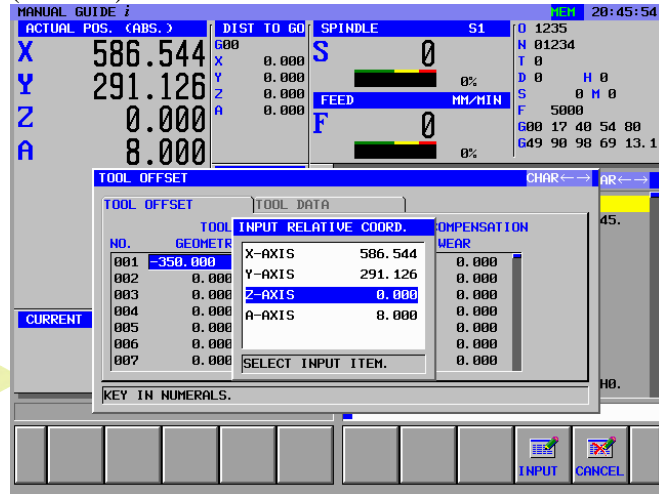 MANUAL GUIDE i MEM 20:45:54
ACTUAL POS. (ABS.) DIST TO GO SPINDLE S1 O 1235
X 586.544 G00 S 0 N 01234
X 0.000 T 0
Y 291.126 Y 0.000 0% D 0 H 0
Z 0.000 FEED MM/MIN S 0 M 0
Z 0.000 A 0.000 F 0 F 5000
G00 17 40 54 80
A 8.000 0% G49 90 98 69 13.1
TOOL OFFSET CHAR←→ AR←→
TOOL OFFSET TOOL DATA
45.
TOOL INPUT RELATIVE COORD. OMPENSATION
NO. GEOMETR WEAR
001 -350.000 X-AXIS 586.544 0.000
002 0.000 Y-AXIS 291.126 0.000
003 0.000 Z-AXIS 0.000 0.000
004 0.000 A-AXIS 8.000 0.000
CURRENT
005 0.000 0.000
006 0.000 0.000
007 0.000 SELECT INPUT ITEM. 0.000
H0.
KEY IN NUMERALS.
INPUT CANCEL